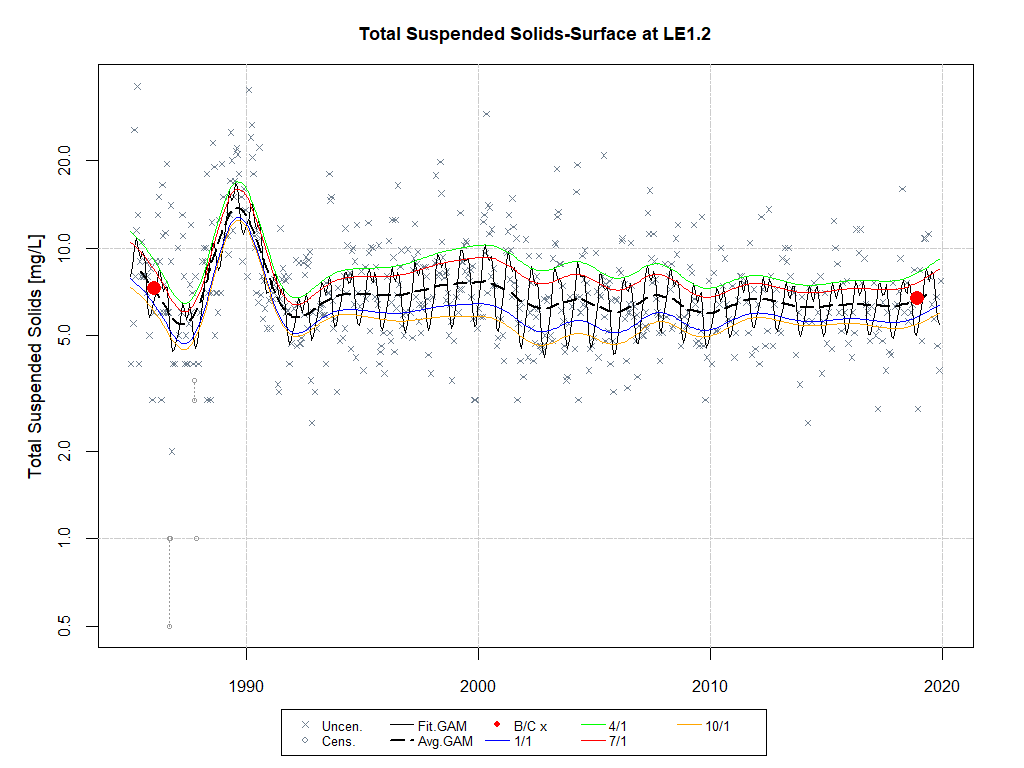 Total Suspended Solids-Surface at LE1.2
Total Suspended Solids [mg/L]
20.0
10.0
5.0
2.0
1.0
0.5
1990 2000 2010 2020
Uncen. Fit.GAM B/C x 4/1 10/1
Cens. Avg.GAM 1/1 7/1